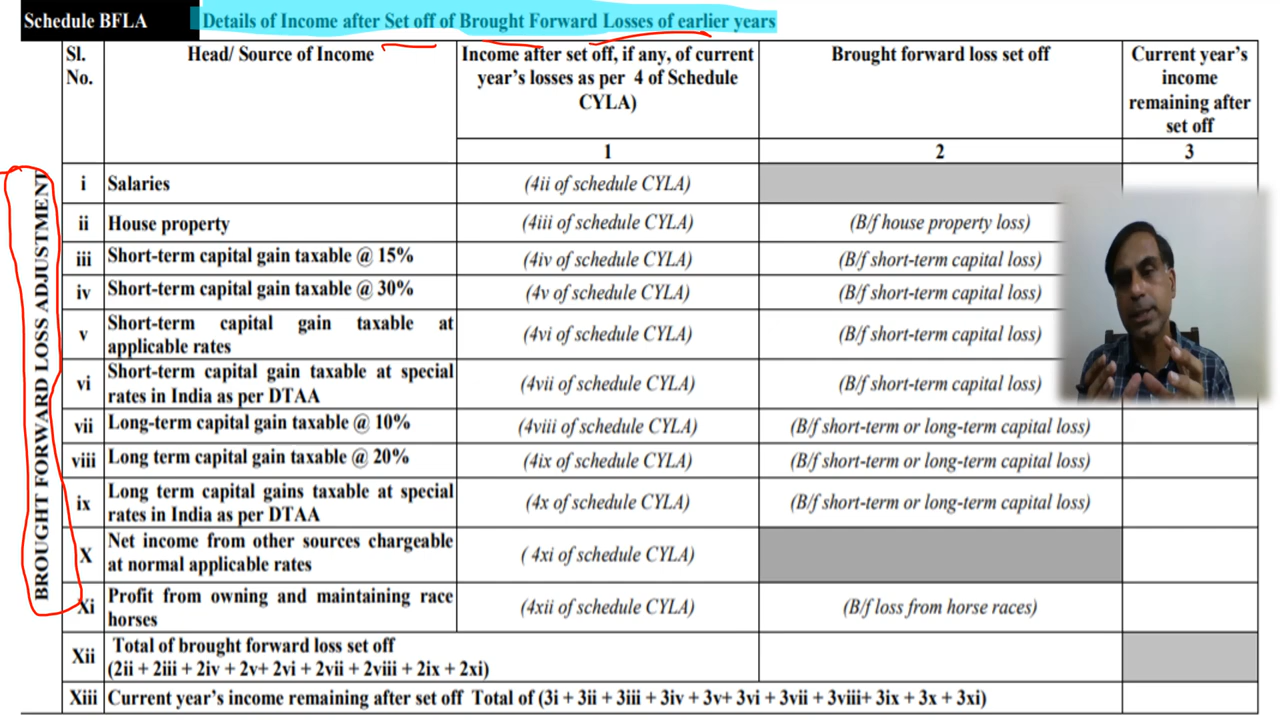 Schedule BFLA Details of Income after Set off of Brought Forward Losses of earlier years
Sl. No.
Head/ Source of Income
Income after set off, if any, of current
year's losses as per 4 of Schedule
CYLA)
Brought forward loss set off
Current year's
income
remaining after
set off
1 2 3
BROUGHT FORWARD LOSS ADJUSTMENT
i Salaries (4ii of schedule CYLA)
ii House property (4iii of schedule CYLA) (B/f house property loss)
iii Short-term capital gain taxable @ 15% (4iv of schedule CYLA) (B/f short-term capital loss)
iv Short-term capital gain taxable @ 30% (4v of schedule CYLA) (B/f short-term capital loss)
v Short-term capital gain taxable at
applicable rates (4vi of schedule CYLA) (B/f short-term capital loss)
vi Short-term capital gain taxable at special
rates in India as per DTAA (4vii of schedule CYLA) (B/f short-term capital loss)
vii Long-term capital gain taxable @ 10% (4viii of schedule CYLA) (B/f short-term or long-term capital loss)
viii Long term capital gain taxable @ 20% (4ix of schedule CYLA) (B/f short-term or long-term capital loss)
ix Long term capital gains taxable at special
rates in India as per DTAA (4x of schedule CYLA) (B/f short-term or long-term capital loss)
X Net income from other sources chargeable
at normal applicable rates ( 4xi of schedule CYLA)
Xi Profit from owning and maintaining race
horses (4xii of schedule CYLA) (B/f loss from horse races)
Xii Total of brought forward loss set off
(2ii + 2iii + 2iv + 2v+ 2vi + 2vii + 2viii + 2ix + 2xi)
Xiii Current year's income remaining after set off Total of (3i + 3ii + 3iii + 3iv + 3v+ 3vi + 3vii + 3viii+ 3ix + 3x + 3xi)